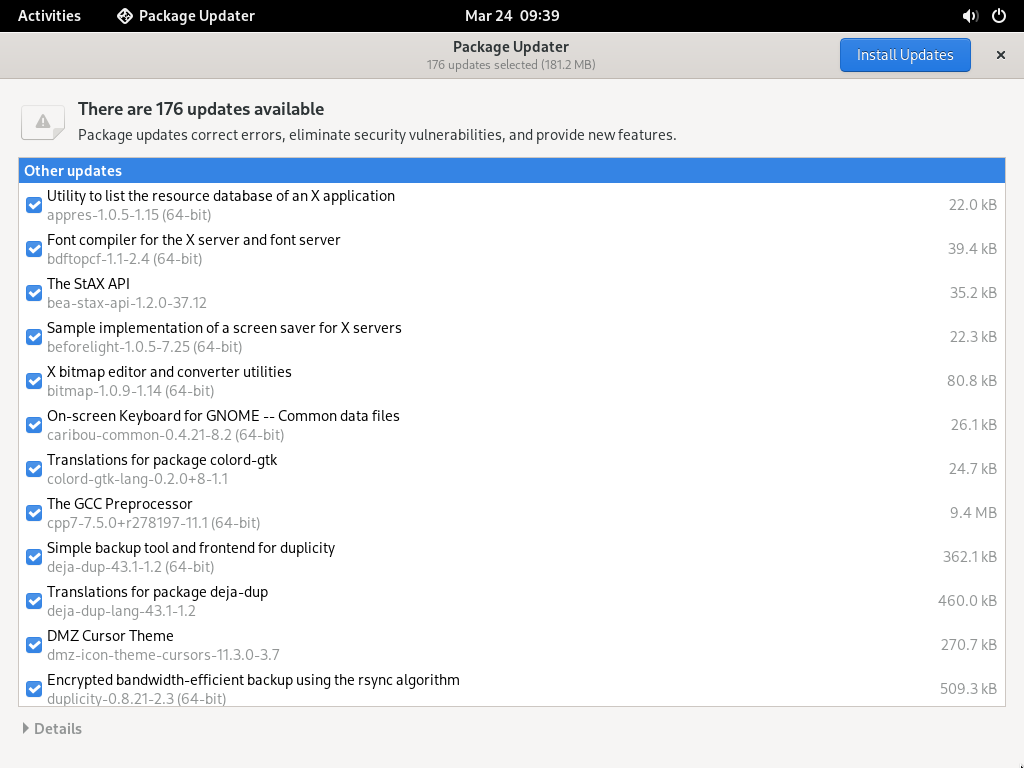 Activities Package Updater Mar 24 09:39
Package Updater
176 updates selected (181.2 MB)
Install Updates
There are 176 updates available
Package updates correct errors, eliminate security vulnerabilities, and provide new features.
Other updates
Utility to list the resource database of an X application
appres-1.0.5-1.15 (64-bit)
22.0 kB
Font compiler for the X server and font server
bdftopcf-1.1-2.4 (64-bit)
39.4 kB
The StAX API
bea-stax-api-1.2.0-37.12
35.2 kB
Sample implementation of a screen saver for X servers
beforelight-1.0.5-7.25 (64-bit)
22.3 kB
X bitmap editor and converter utilities
bitmap-1.0.9-1.14 (64-bit)
80.8 kB
On-screen Keyboard for GNOME -- Common data files
caribou-common-0.4.21-8.2 (64-bit)
26.1 kB
Translations for package colord-gtk
colord-gtk-lang-0.2.0+8-1.1
24.7 kB
The GCC Preprocessor
cpp7-7.5.0+r278197-11.1 (64-bit)
9.4 MB
Simple backup tool and frontend for duplicity
deja-dup-43.1-1.2 (64-bit)
362.1 kB
Translations for package deja-dup
deja-dup-lang-43.1-1.2
460.0 kB
DMZ Cursor Theme
dmz-icon-theme-cursors-11.3.0-3.7
270.7 kB
Encrypted bandwidth-efficient backup using the rsync algorithm
duplicity-0.8.21-2.3 (64-bit)
509.3 kB
Details